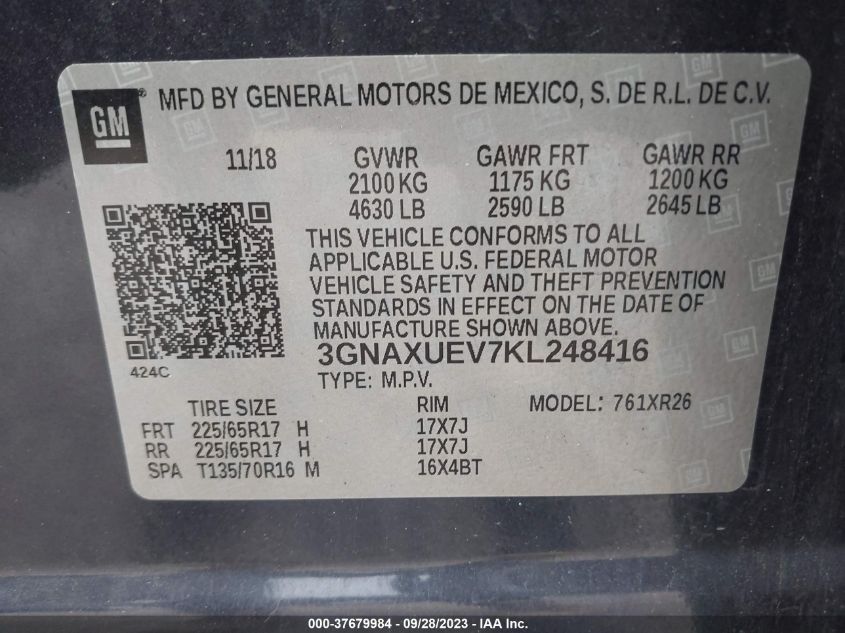 GM ® MFD BY GENERAL MOTORS DE MEXICO, S. DE R.L. DE C.V.
11/18 GVWR GAWR FRT GAWR RR
2100 KG 1175 KG 1200 KG
4630 LB 2590 LB 2645 LB
THIS VEHICLE CONFORMS TO ALL
APPLICABLE U.S. FEDERAL MOTOR
VEHICLE SAFETY AND THEFT PREVENTION
STANDARDS IN EFFECT ON THE DATE OF
MANUFACTURE SHOWN ABOVE.
424C
3GNAXUEV7KL248416
TYPE: M.P.V.
TIRE SIZE RIM MODEL: 761XR26
FRT 225/65R17 H 17X7J
RR 225/65R17 H 17X7J
SPA T135/70R16 M 16X4BT
000-37679984 - 09/28/2023 - IAA Inc.